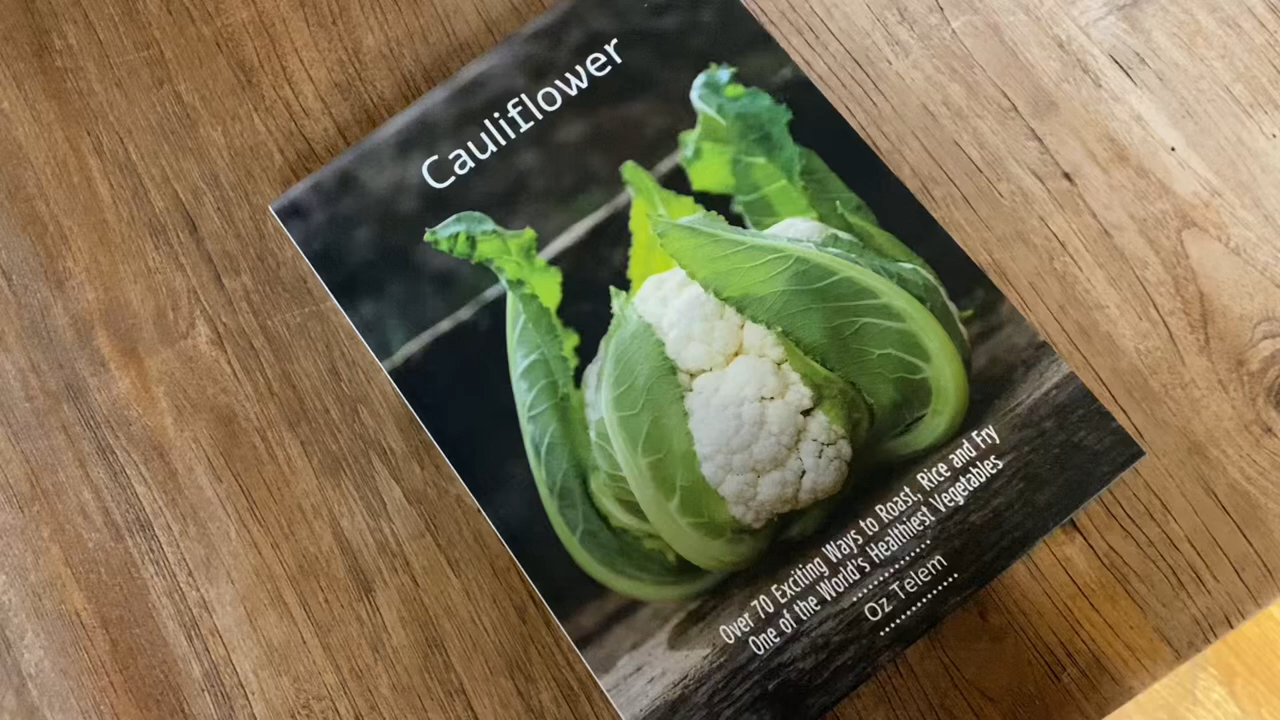 Cauliflower
Over 70 Exciting Ways to Roast, Rice and Fry
One of the World's Healthiest Vegetables
Oz Telem